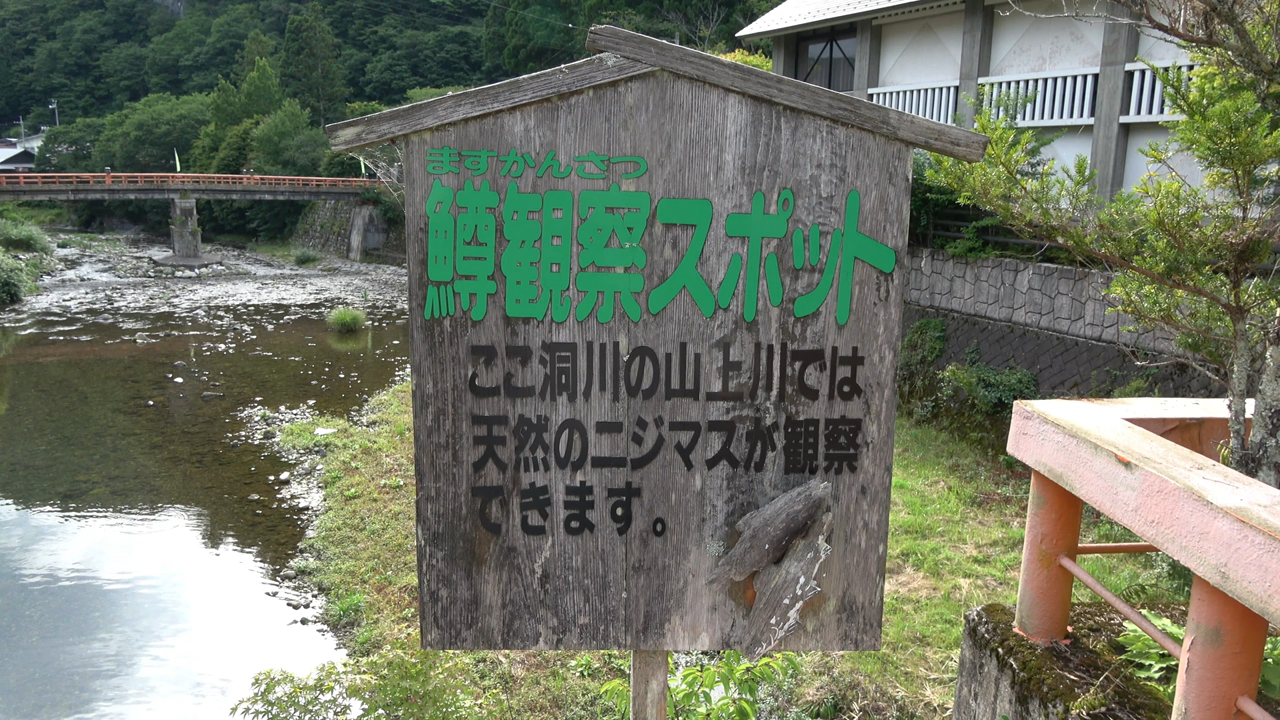 ますかんさつ
鱒観察スポット
ここ洞川の山上川では
天然のニジマスが観察
できます。